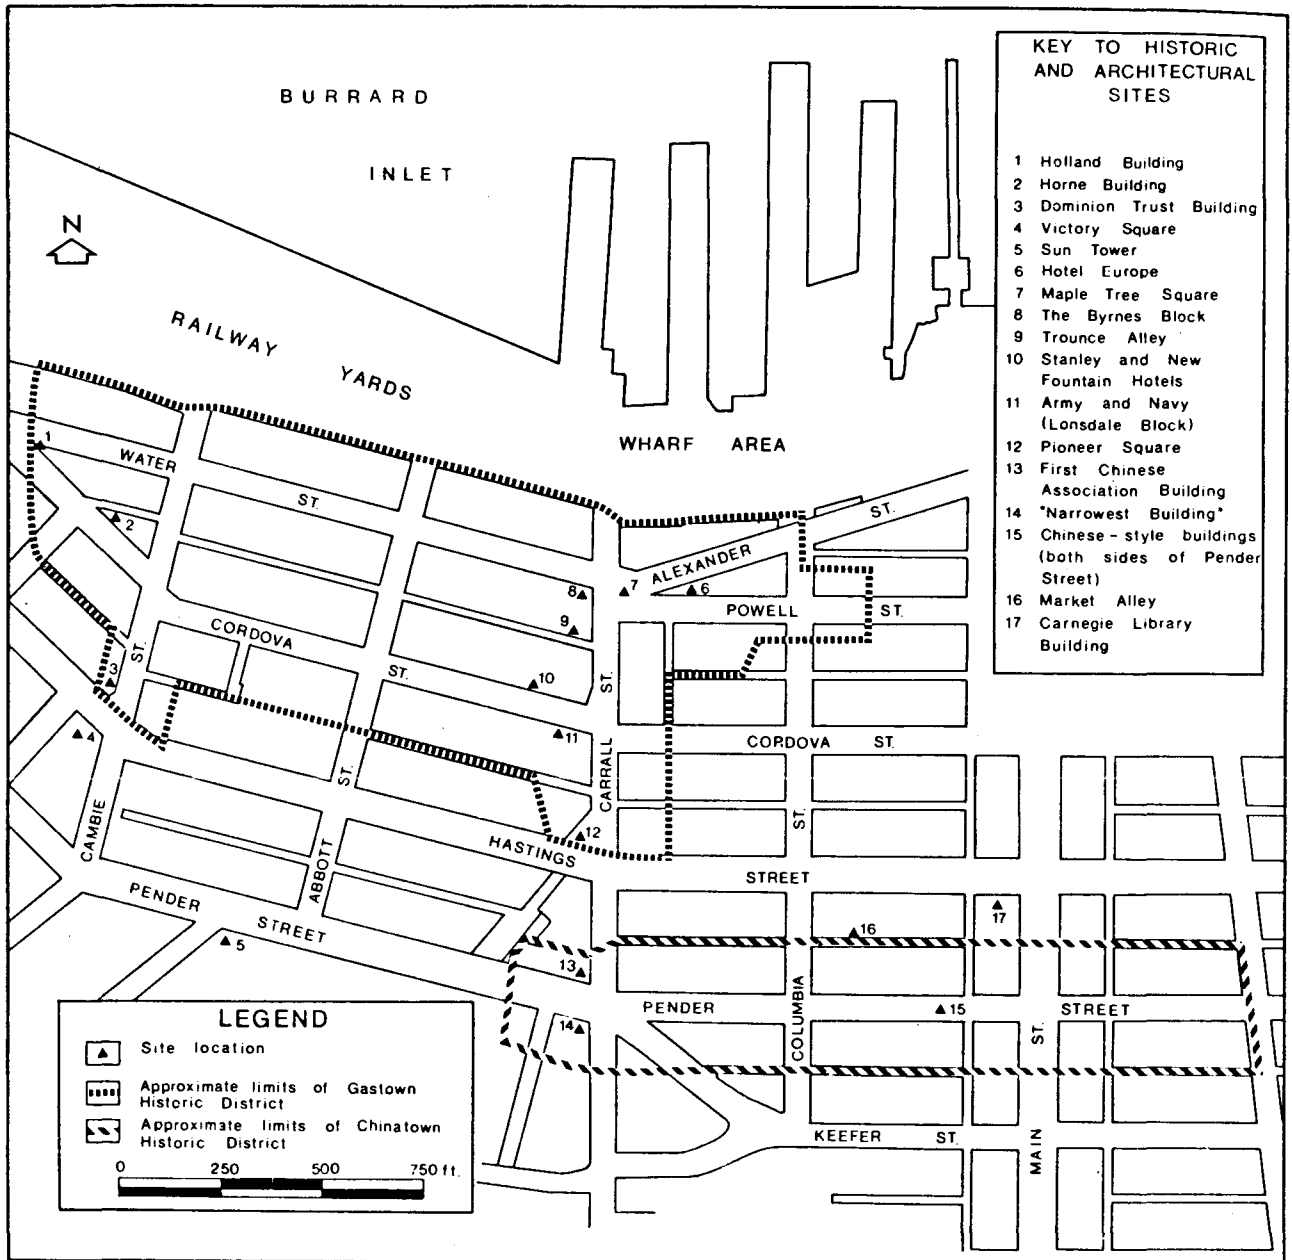 BURRARD
INLET
N
RAILWAY
YARDS
WHARF AREA
KEY TO HISTORIC
AND ARCHITECTURAL
SITES
1 Holland Building
2 Horne Building
3 Dominion Trust Building
4 Victory Square
5 Sun Tower
6 Hotel Europe
7 Maple Tree Square
8 The Byrnes Block
9 Trounce Alley
10 Stanley and New
Fountain Hotels
11 Army and Navy
(Lonsdale Block)
12 Pioneer Square
13 First Chinese
Association Building
14 "Narrowest Building"
15 Chinese-style buildings
(both sides of Pender
Street)
16 Market Alley
17 Carnegie Library
Building
1
WATER
ST.
2
ALEXANDER
ST.
7
6
8
POWELL
ST.
9
CORDOVA
ST.
ST.
3
10
ST.
4
11
CORDOVA ST.
CARRALL
ST.
CAMBIE
ABBOTT
12
HASTINGS
STREET
ST.
PENDER
STREET
5
16
17
13
14
PENDER
COLUMBIA
15
STREET
ST.
MAIN
KEEFER ST.
LEGEND
Site location
Approximate limits of Gastown
Historic District
Approximate limits of Chinatown
Historic District
0 250 500 750 ft.